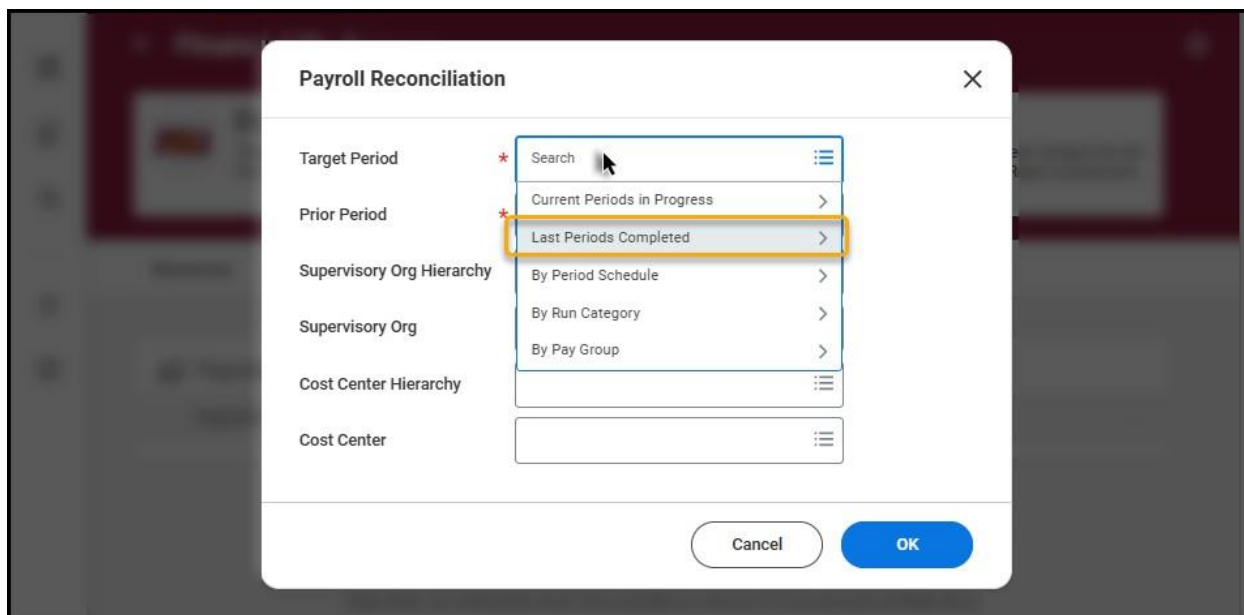 Payroll Reconciliation
Target Period *
Search
Current Periods in Progress
Prior Period *
Last Periods Completed
Supervisory Org Hierarchy
By Period Schedule
By Run Category
Supervisory Org
By Pay Group
Cost Center Hierarchy
Cost Center
Cancel
OK